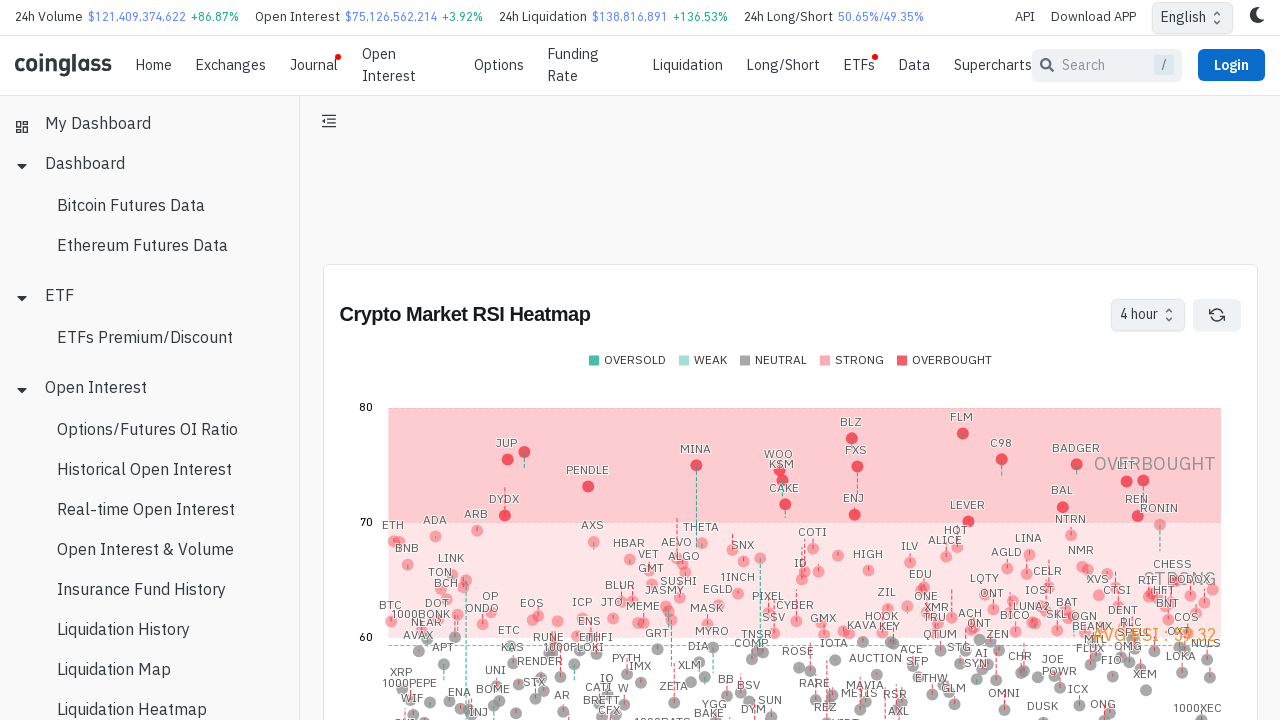 24h Volume $121,409,374,622 +86.87% Open Interest $75,126,562,214 +3.92% 24h Liquidation $138,816,891 +136.53% 24h Long/Short 50.65%/49.35% API Download APP English
coinglass Home Exchanges Journal Open Interest Options Funding Rate Liquidation Long/Short ETFs Data Supercharts Search / Login
My Dashboard
Dashboard
Bitcoin Futures Data
Ethereum Futures Data
ETF
ETFs Premium/Discount
Open Interest
Options/Futures OI Ratio
Historical Open Interest
Real-time Open Interest
Open Interest & Volume
Insurance Fund History
Liquidation History
Liquidation Map
Liquidation Heatmap
Crypto Market RSI Heatmap
4 hour
OVERSOLD WEAK NEUTRAL STRONG OVERBOUGHT
80
FLM
BLZ
JUP MINA WOO FXS C98 BADGER
OVERBOUGHT
PENDLE KSM
CAKE
DYDX ENJ LEVER BAL REN RONIN
70
ETH ADA ARB AXS THETA COTI HOT NTRN
BNB HBAR AEVO SNX ILV ALICE LINA
LINK VET ALGO ID HIGH AGLD NMR
TON GMT EDU CELR CHESS
BCH BLUR SUSHI 1INCH LQTY XVS DODOX
JASMY EGLD ZIL ONT IOST CTSI HFT
BTC DOT OP EOS ICP JTO MEME MASK PIXEL CYBER ONE XMR LUNA2 BAT DENT BNT
1000BONK ONDO ENS SSV GMX HOOK TRU ACH BICO SKL OGN COS
NEAR ETC GRT MYRO KAVA KEY QNT BEAMX RLC
60
AVAX RUNE ETHFI TNSR QTUM ZEN MTL
APT KAS 1000FLOKI DIA COMP ROSE IOTA ACE STG FLUX OMG NULS
RENDER PYTH AUCTION SFP AI CHR JOE FIO LOKA
XRP UNI IMX XLM SYN POWR XEM
1000PEPE STX IO ZETA BB BSV RARE MAVIA ETHW GLM ICX
WIF ENA BOME AR CATI W YGG SUN METIS RSR OMNI DUSK ONG
INJ BRETT CFX BAKE DYM REZ AXL 1000XEC